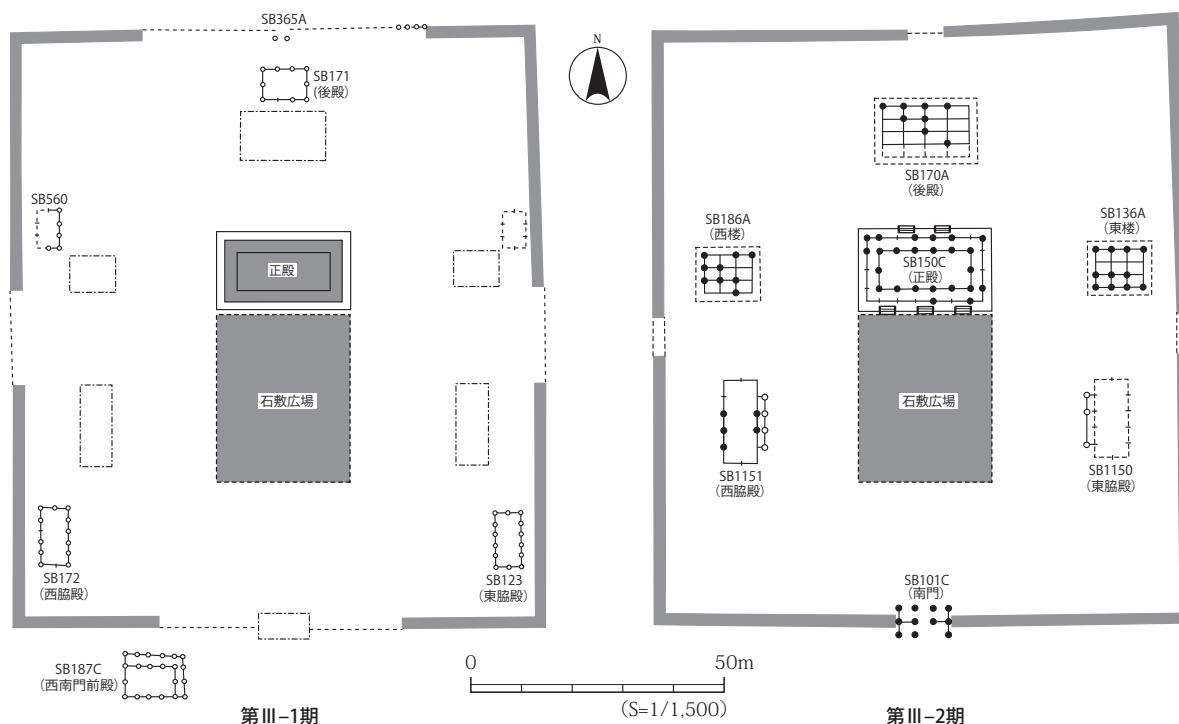 SB365A
SB171
(後殿)
SB560
正殿
石敷広場
SB172
(西脇殿)
SB123
(東脇殿)
SB187C
(西南門前殿)
第Ⅲ−1期
N
0
50m
(S=1/1,500)
SB170A
(後殿)
SB186A
(西楼)
SB136A
(東楼)
SB150C
(正殿)
石敷広場
SB1151
(西脇殿)
SB1150
(東脇殿)
SB101C
(南門)
第Ⅲ−2期